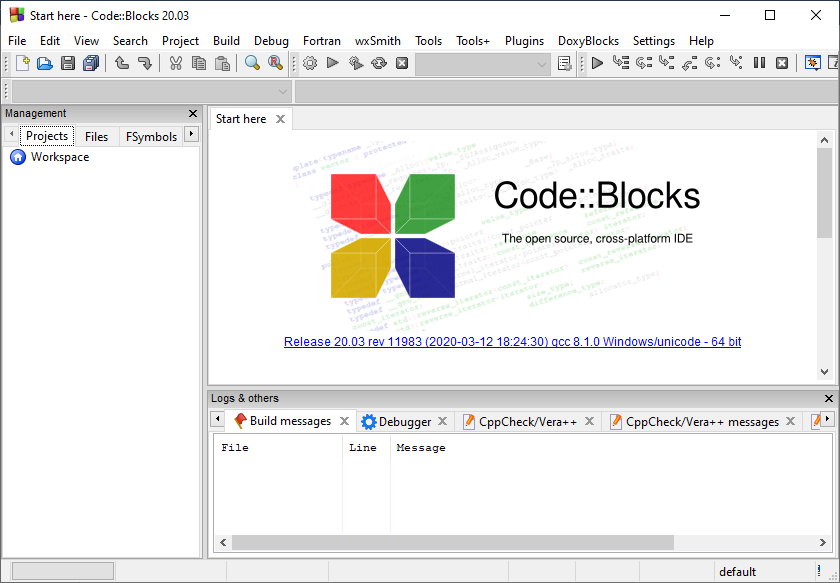 Start here - Code::Blocks 20.03
File Edit View Search Project Build Debug Fortran wxSmith Tools Tools+ Plugins DoxyBlocks Settings Help
Management
Projects Files FSymbols
Workspace
Start here
Code::Blocks
The open source, cross-platform IDE
Release 20.03 rev 11983 (2020-03-12 18:24:30) gcc 8.1.0 Windows/unicode - 64 bit
Logs & others
Build messages Debugger CppCheck/Vera++ CppCheck/Vera++ messages
File Line Message
default